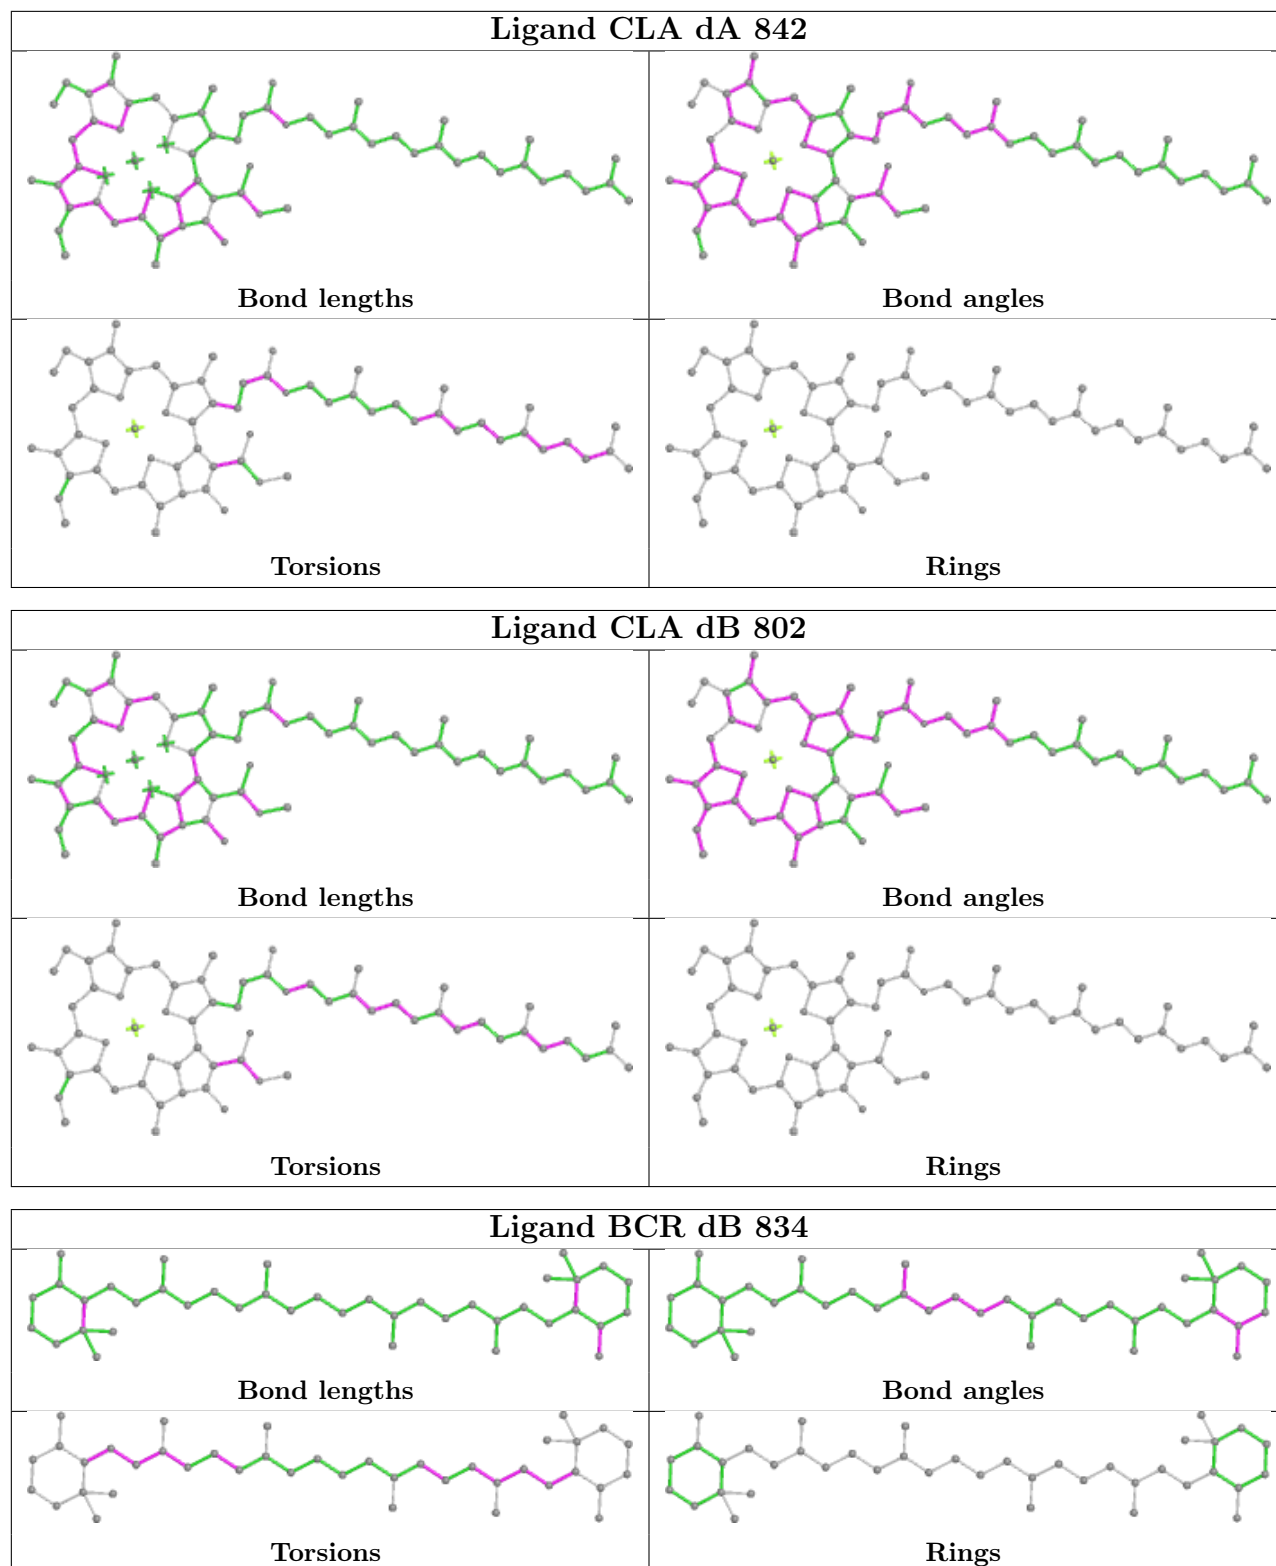 Ligand CLA dA 842
Bond lengths
Bond angles
Torsions
Rings
Ligand CLA dB 802
Bond lengths
Bond angles
Torsions
Rings
Ligand BCR dB 834
Bond lengths
Bond angles
Torsions
Rings